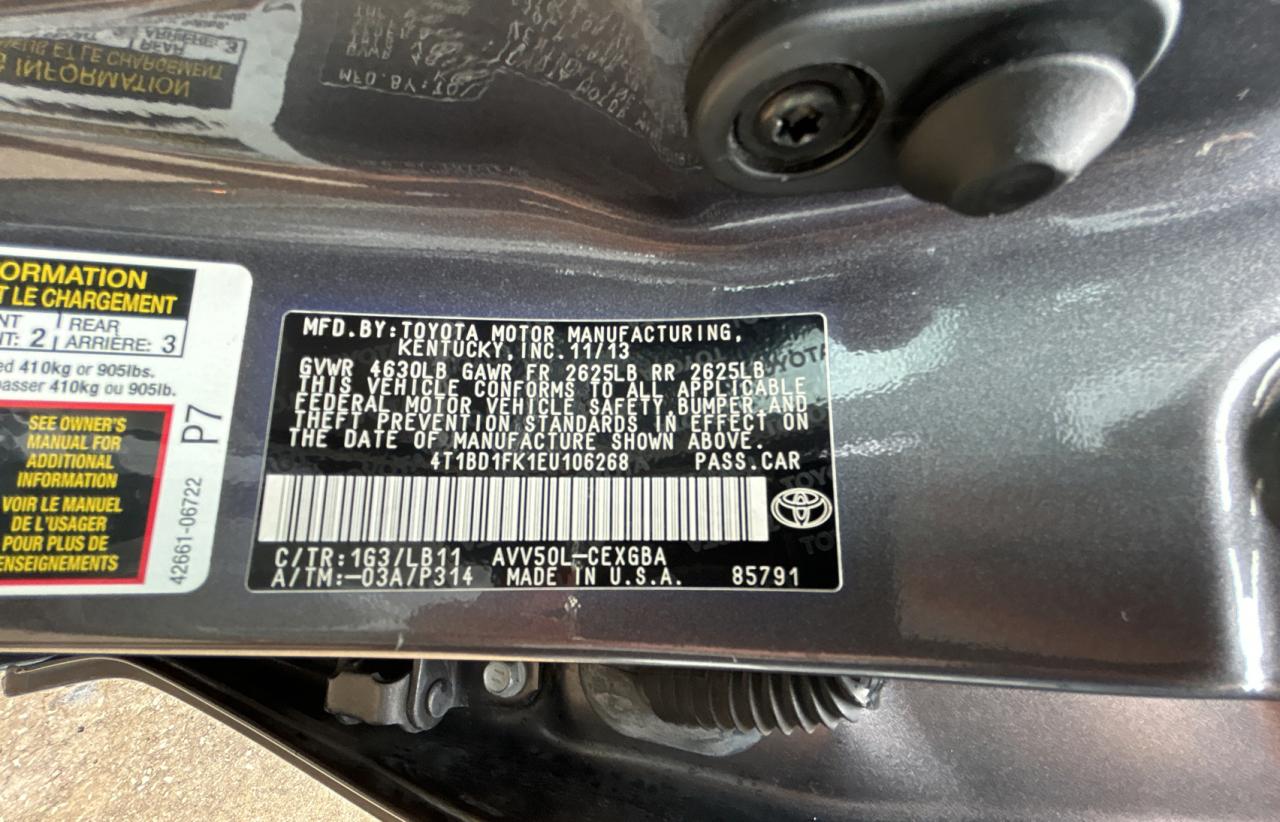 ORMATION
T LE CHARGEMENT
NT
REAR
T: 2
ARRIÈRE: 3
ed 410kg or 905lbs.
passer 410kg ou 905lb.
SEE OWNER'S
MANUAL FOR
ADDITIONAL
INFORMATION
VOIR LE MANUEL
DE L'USAGER
POUR PLUS DE
ENSEIGNEMENTS
P7
42661-06722
MFD.BY:TOYOTA MOTOR MANUFACTURING,
KENTUCKY,INC.11/13
GVWR 4630LB GAWR FR 2625LB RR 2625LB
THIS VEHICLE CONFORMS TO ALL APPLICABLE
FEDERAL MOTOR VEHICLE SAFETY,BUMPER,AND
THEFT PREVENTION STANDARDS IN EFFECT ON
THE DATE OF MANUFACTURE SHOWN ABOVE.
4T1BD1FK1EU106268 PASS.CAR
C/TR:1G3/LB11 AVV50L-CEXGBA
A/TM:-03A/P314 MADE IN U.S.A. 85791